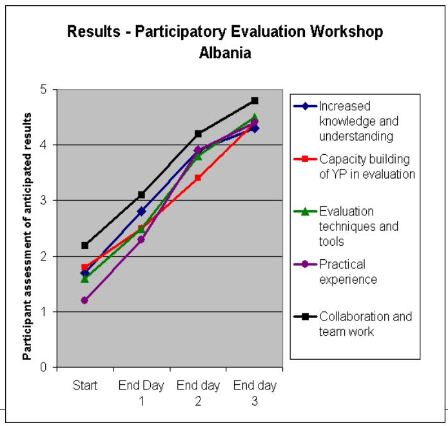 Results - Participatory Evaluation Workshop
Albania
Participant assessment of anticipated results
5
4
3
2
1
0
Start
End Day
1
End day
2
End day
3
Increased
knowledge and
understanding
Capacity building
of YP in evaluation
Evaluation
techniques and
tools
Practical
experience
Collaboration and
team work